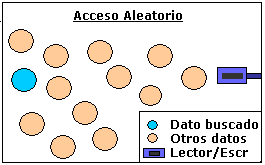 Acceso Aleatorio
Dato buscado
Otros datos
Lector/Escr